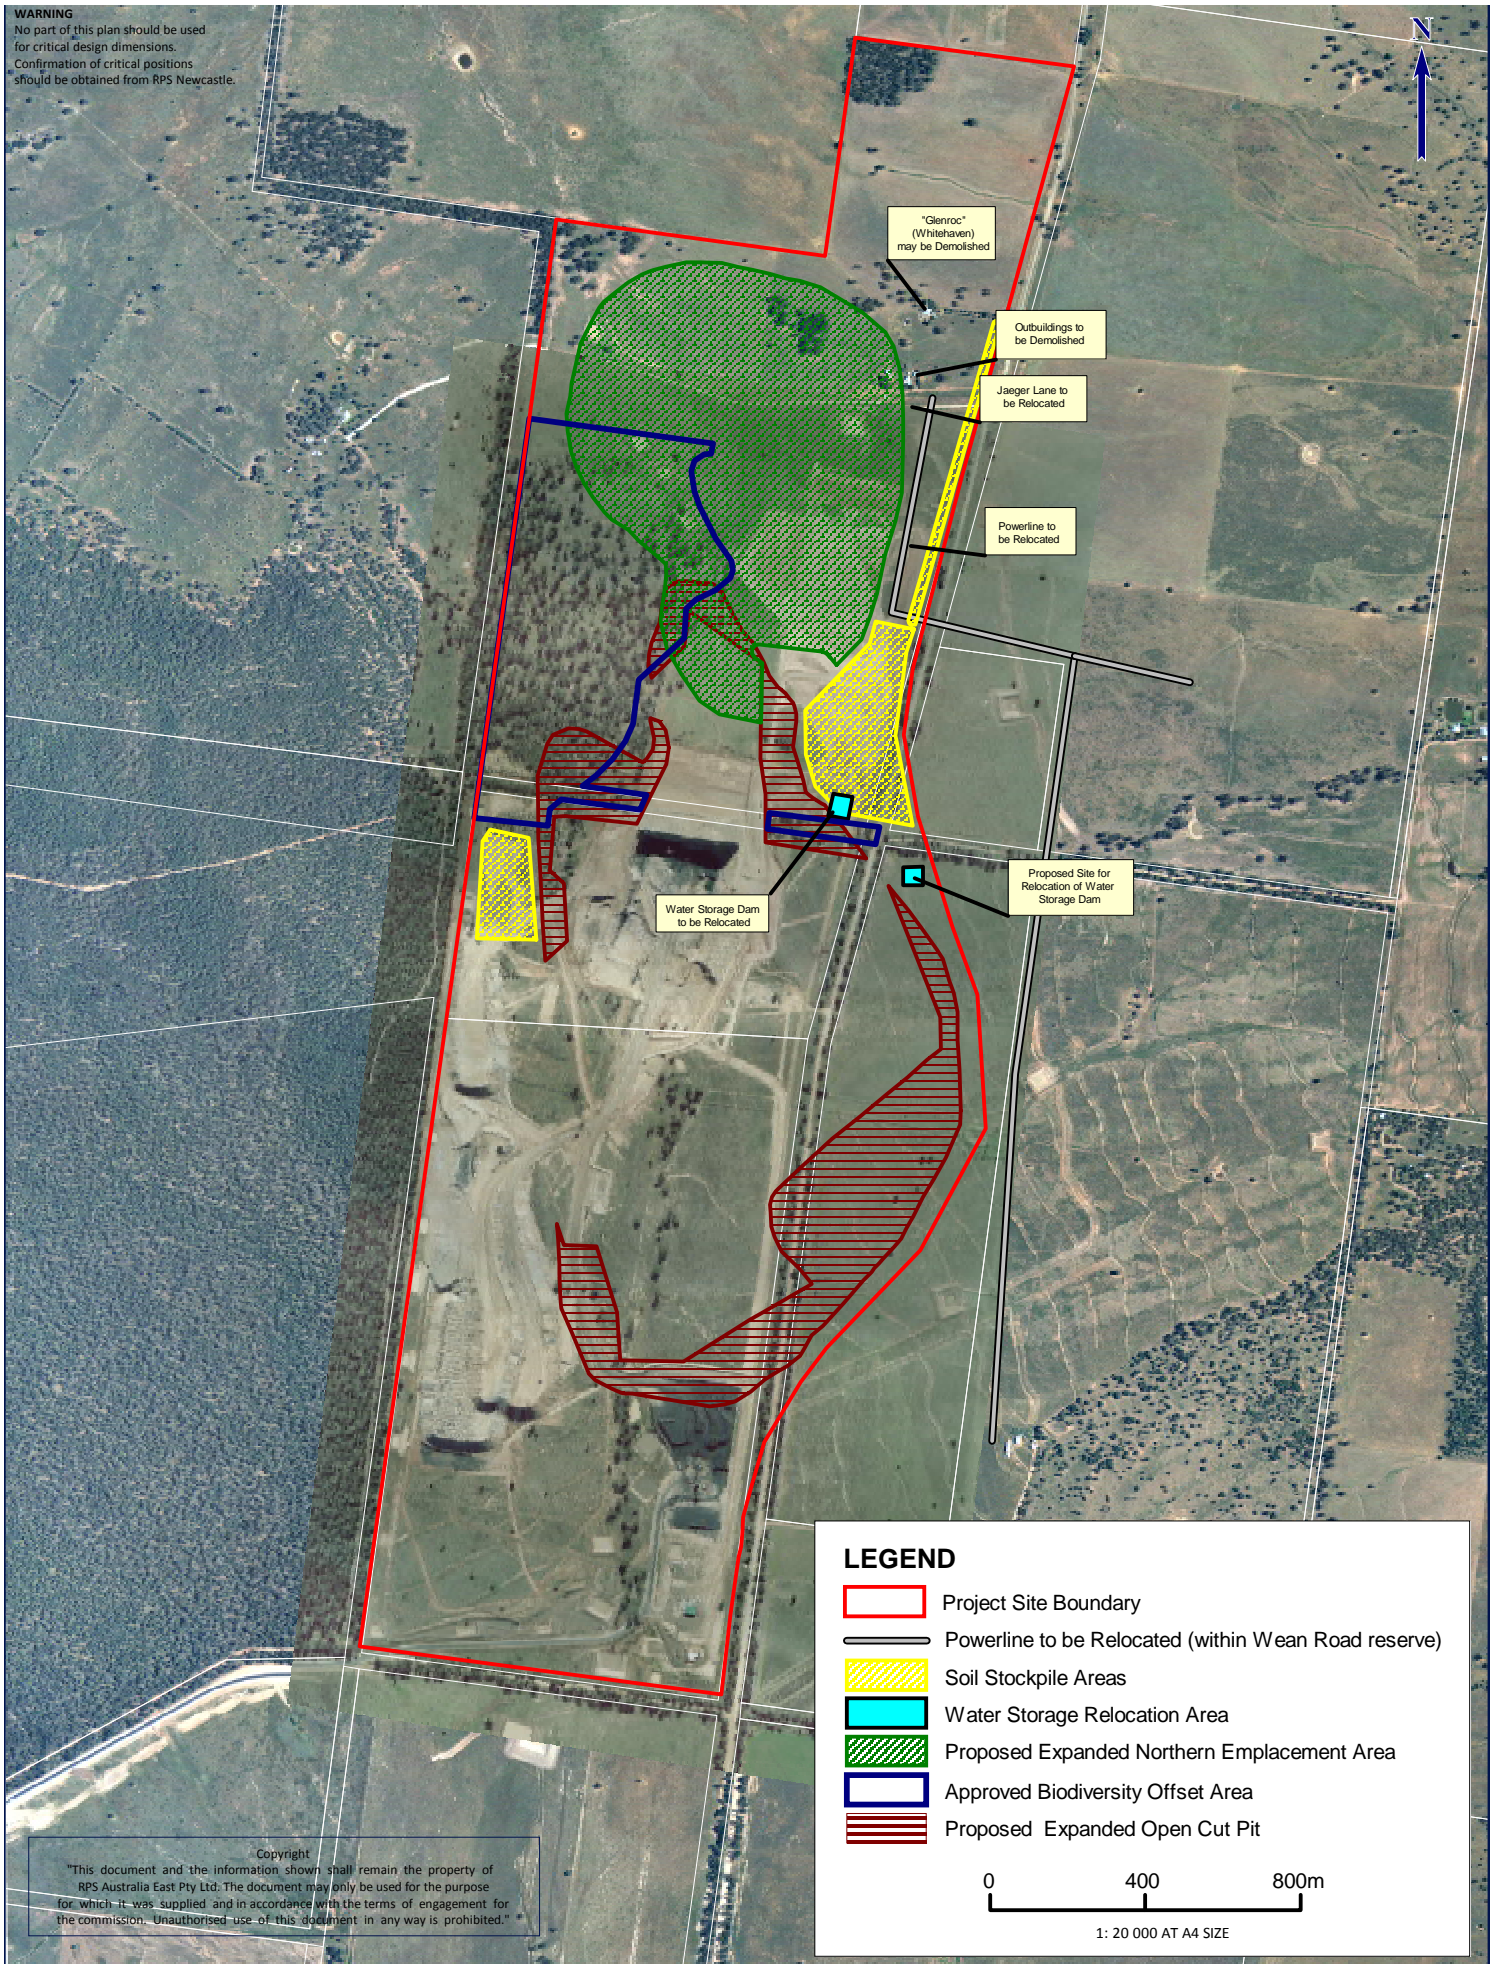 WARNING
No part of this plan should be used
for critical design dimensions.
Confirmation of critical positions
should be obtained from RPS Newcastle.
N
"Glenroc"
(Whitehaven)
may be Demolished
Outbuildings to
be Demolished
Jaeger Lane to
be Relocated
Powerline to
be Relocated
Proposed Site for
Relocation of Water
Storage Dam
Water Storage Dam
to be Relocated
LEGEND
Project Site Boundary
Powerline to be Relocated (within Wean Road reserve)
Soil Stockpile Areas
Water Storage Relocation Area
Proposed Expanded Northern Emplacement Area
Approved Biodiversity Offset Area
Proposed Expanded Open Cut Pit
0 400 800m
1: 20 000 AT A4 SIZE
Copyright
"This document and the information shown shall remain the property of
RPS Australia East Pty Ltd. The document may only be used for the purpose
for which it was supplied and in accordance with the terms of engagement for
the commission. Unauthorised use of this document in any way is prohibited."